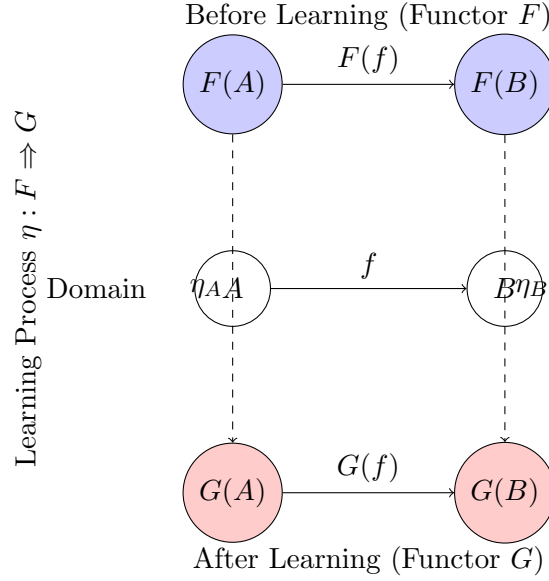 Before Learning (Functor F)
F(f)
F(A)
F(B)
Learning Process η : F ⇒ G
f
Domain
η_A
A
B
η_B
G(f)
G(A)
G(B)
After Learning (Functor G)